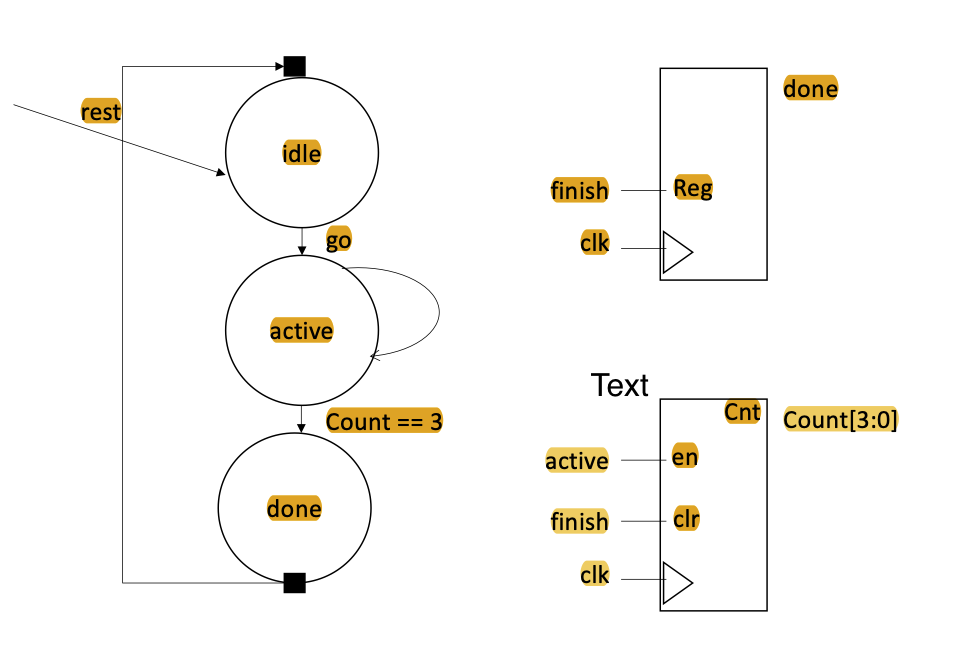 rest
idle
go
active
Count == 3
done
done
finish
Reg
clk
Text
Cnt
Count[3:0]
active
en
finish
clr
clk